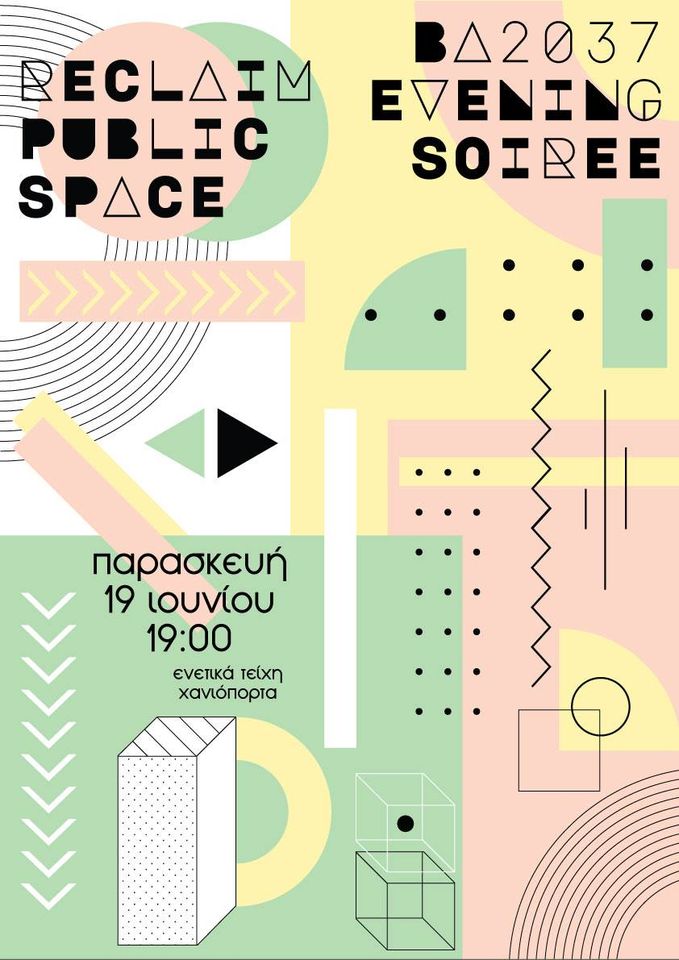 RECLAIM
PUBLIC
SPACE
BA2037
EVENING
SOIREE
παρασκευή
19 ιουνίου
19:00
ενετικά τείχη
χανιόπορτα